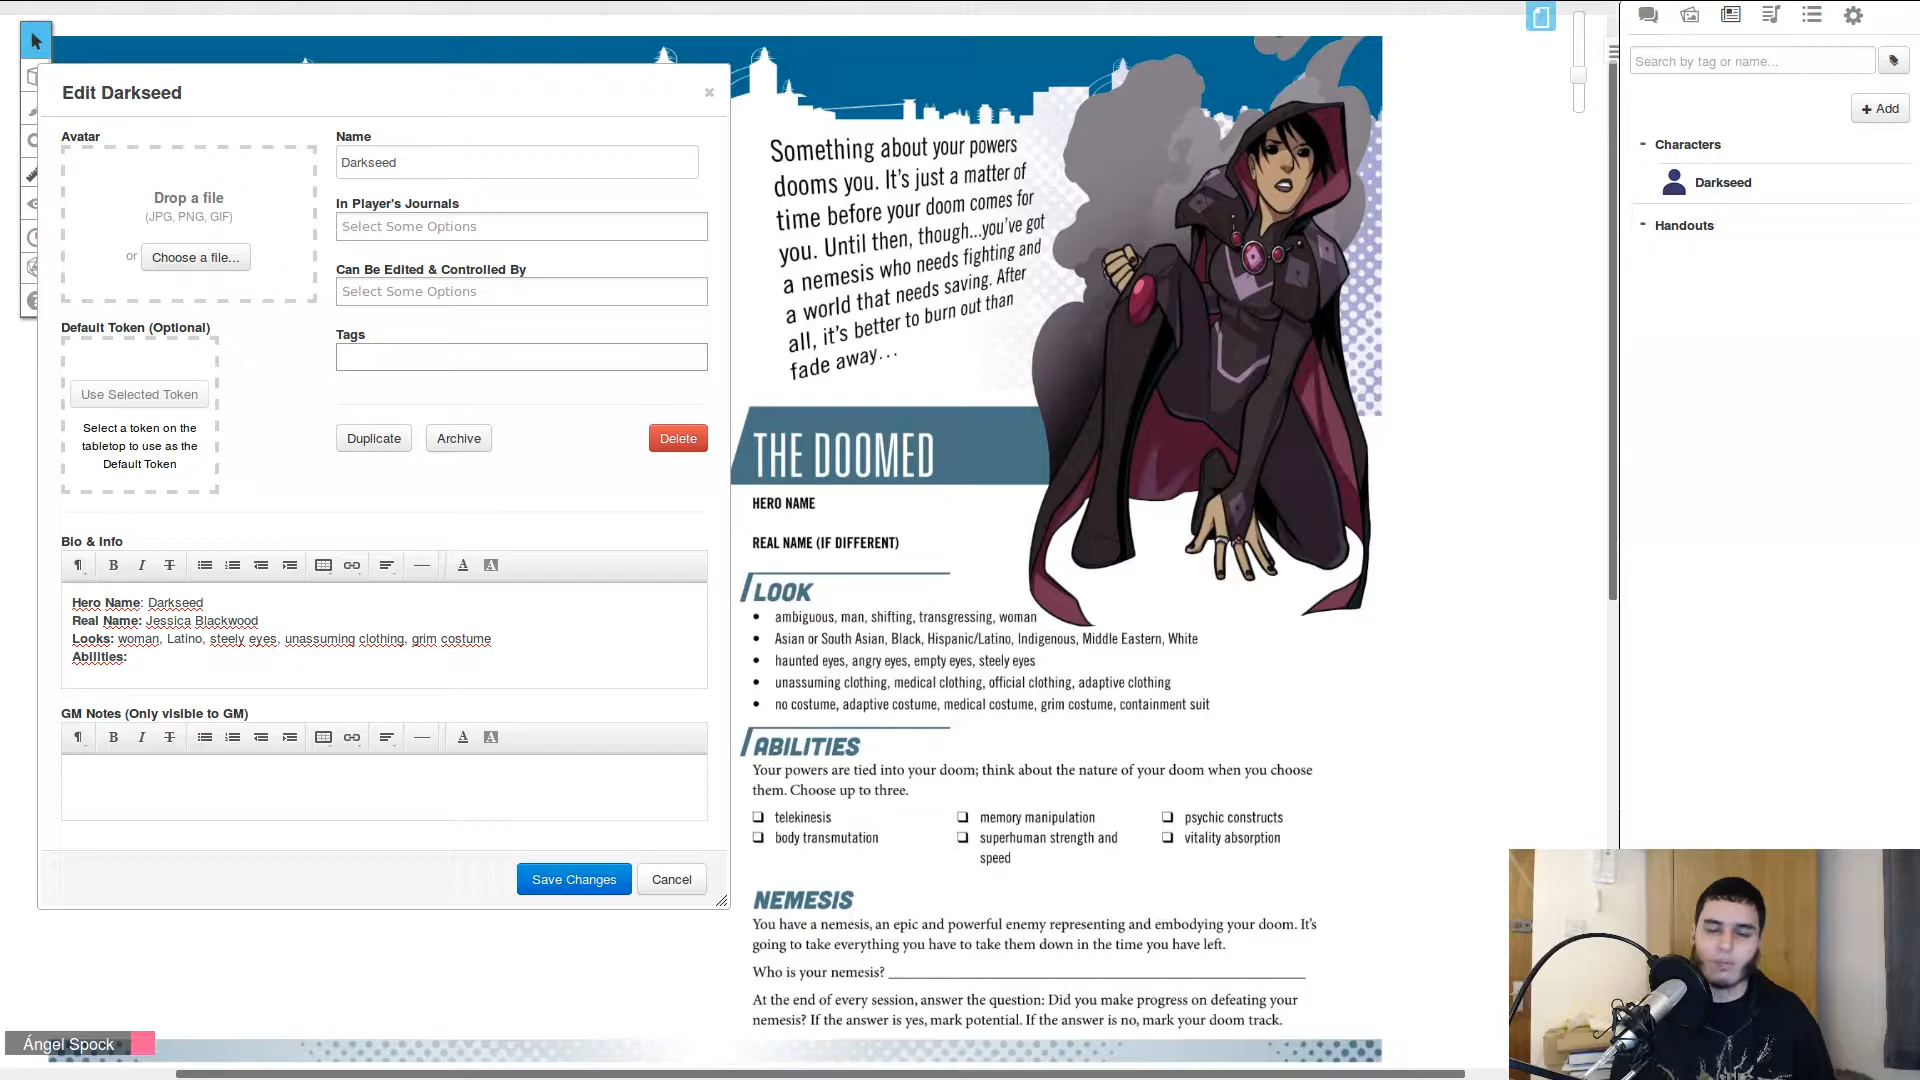 Edit Darkseed
Avatar
Drop a file
(JPG, PNG, GIF)
or Choose a file...
Default Token (Optional)
Use Selected Token
Select a token on the
tabletop to use as the
Default Token
Name
Darkseed
In Player's Journals
Select Some Options
Can Be Edited & Controlled By
Select Some Options
Tags
Duplicate Archive Delete
Bio & Info
Hero Name: Darkseed
Real Name: Jessica Blackwood
Looks: woman, Latino, steely eyes, unassuming clothing, grim costume
Abilities:
GM Notes (Only visible to GM)
Save Changes Cancel
Something about your powers
dooms you. It's just a matter of
time before your doom comes for
you. Until then, though...you've got
a nemesis who needs fighting and
a world that needs saving. After
all, it's better to burn out than
fade away...
THE DOOMED
HERO NAME
REAL NAME (IF DIFFERENT)
LOOK
• ambiguous, man, shifting, transgressing, woman
• Asian or South Asian, Black, Hispanic/Latino, Indigenous, Middle Eastern, White
• haunted eyes, angry eyes, empty eyes, steely eyes
• unassuming clothing, medical clothing, official clothing, adaptive clothing
• no costume, adaptive costume, medical costume, grim costume, containment suit
ABILITIES
Your powers are tied into your doom; think about the nature of your doom when you choose
them. Choose up to three.
❏ telekinesis ❏ memory manipulation ❏ psychic constructs
❏ body transmutation ❏ superhuman strength and ❏ vitality absorption
speed
NEMESIS
You have a nemesis, an epic and powerful enemy representing and embodying your doom. It's
going to take everything you have to take them down in the time you have left.
Who is your nemesis?
At the end of every session, answer the question: Did you make progress on defeating your
nemesis? If the answer is yes, mark potential. If the answer is no, mark your doom track.
Search by tag or name...
+ Add
- Characters
Darkseed
- Handouts
Ángel Spock